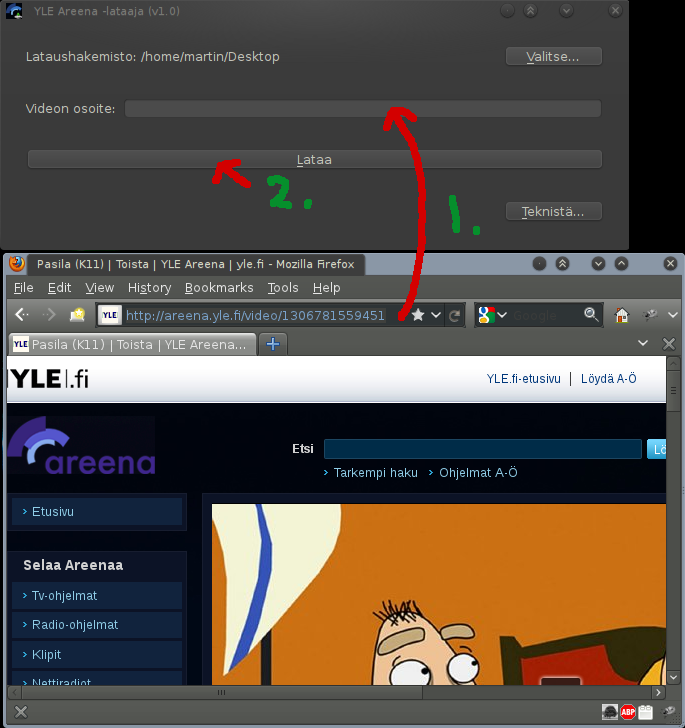 YLE Areena -lataaja (v1.0)
Lataushakemisto: /home/martin/Desktop
Valitse...
Videon osoite:
Lataa
2.
1.
Teknistä...
Pasila (K11) | Toista | YLE Areena | yle.fi - Mozilla Firefox
File Edit View History Bookmarks Tools Help
YLE http://areena.yle.fi/video/1306781559451 Google
YLE Pasila (K11) | Toista | YLE Areena...
YLE.fi
YLE.fi-etusivu | Löydä A-Ö
areena
Etsi
› Tarkempi haku › Ohjelmat A-Ö
› Etusivu
Selaa Areenaa
› Tv-ohjelmat
› Radio-ohjelmat
› Klipit
› Nettiradiot
ABP